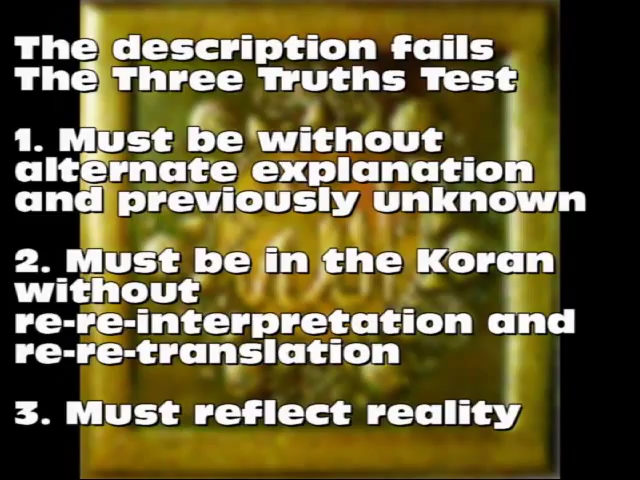 The description fails
The Three Truths Test
1. Must be without
alternate explanation
and previously unknown
2. Must be in the Koran
without
re-re-interpretation and
re-re-translation
3. Must reflect reality